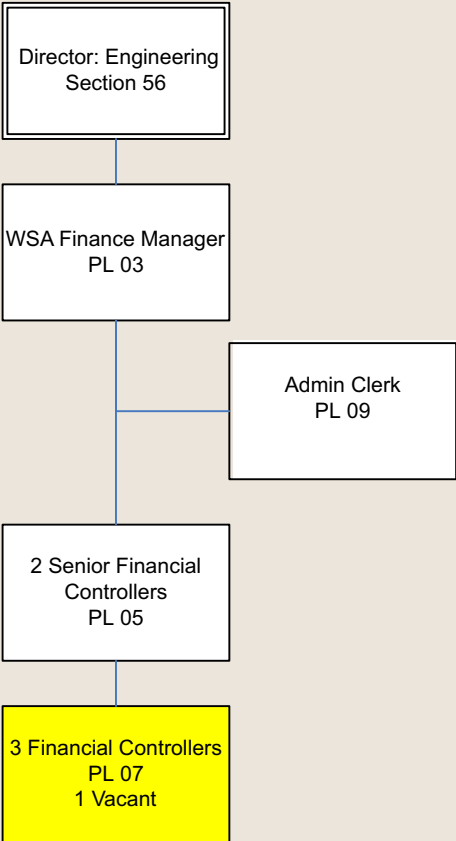 Director: Engineering
Section 56
WSA Finance Manager
PL 03
Admin Clerk
PL 09
2 Senior Financial
Controllers
PL 05
3 Financial Controllers
PL 07
1 Vacant